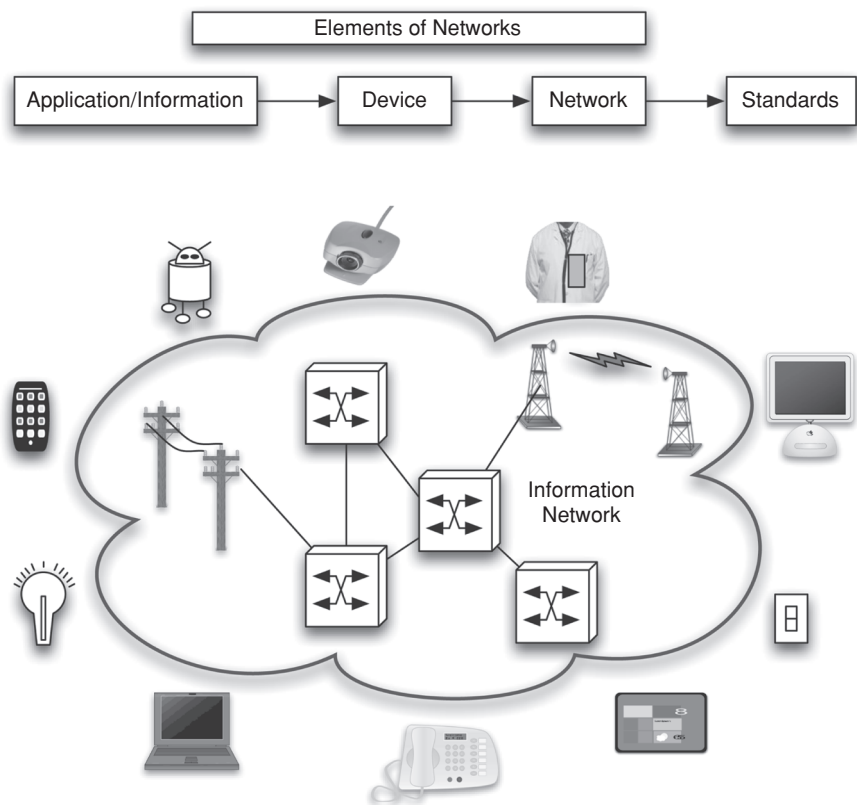 Elements of Networks
Application/Information
Device
Network
Standards
Information
Network